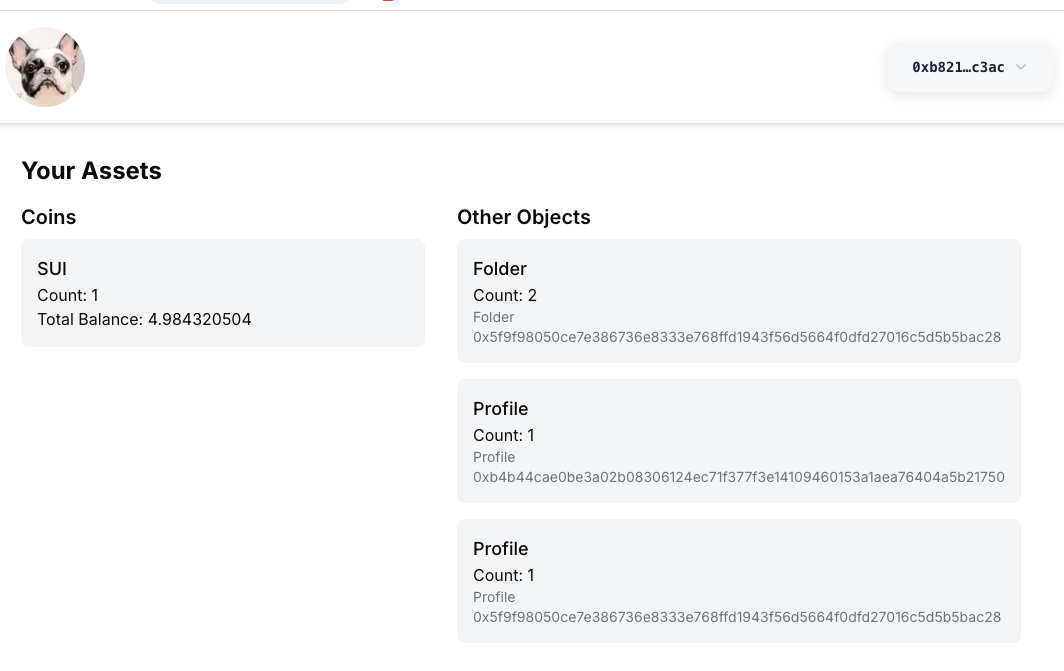 0xb821…c3ac
Your Assets
Coins
SUI
Count: 1
Total Balance: 4.984320504
Other Objects
Folder
Count: 2
Folder
0x5f9f98050ce7e386736e8333e768ffd1943f56d5664f0dfd27016c5d5b5bac28
Profile
Count: 1
Profile
0xb4b44cae0be3a02b08306124ec71f377f3e14109460153a1aea76404a5b21750
Profile
Count: 1
Profile
0x5f9f98050ce7e386736e8333e768ffd1943f56d5664f0dfd27016c5d5b5bac28